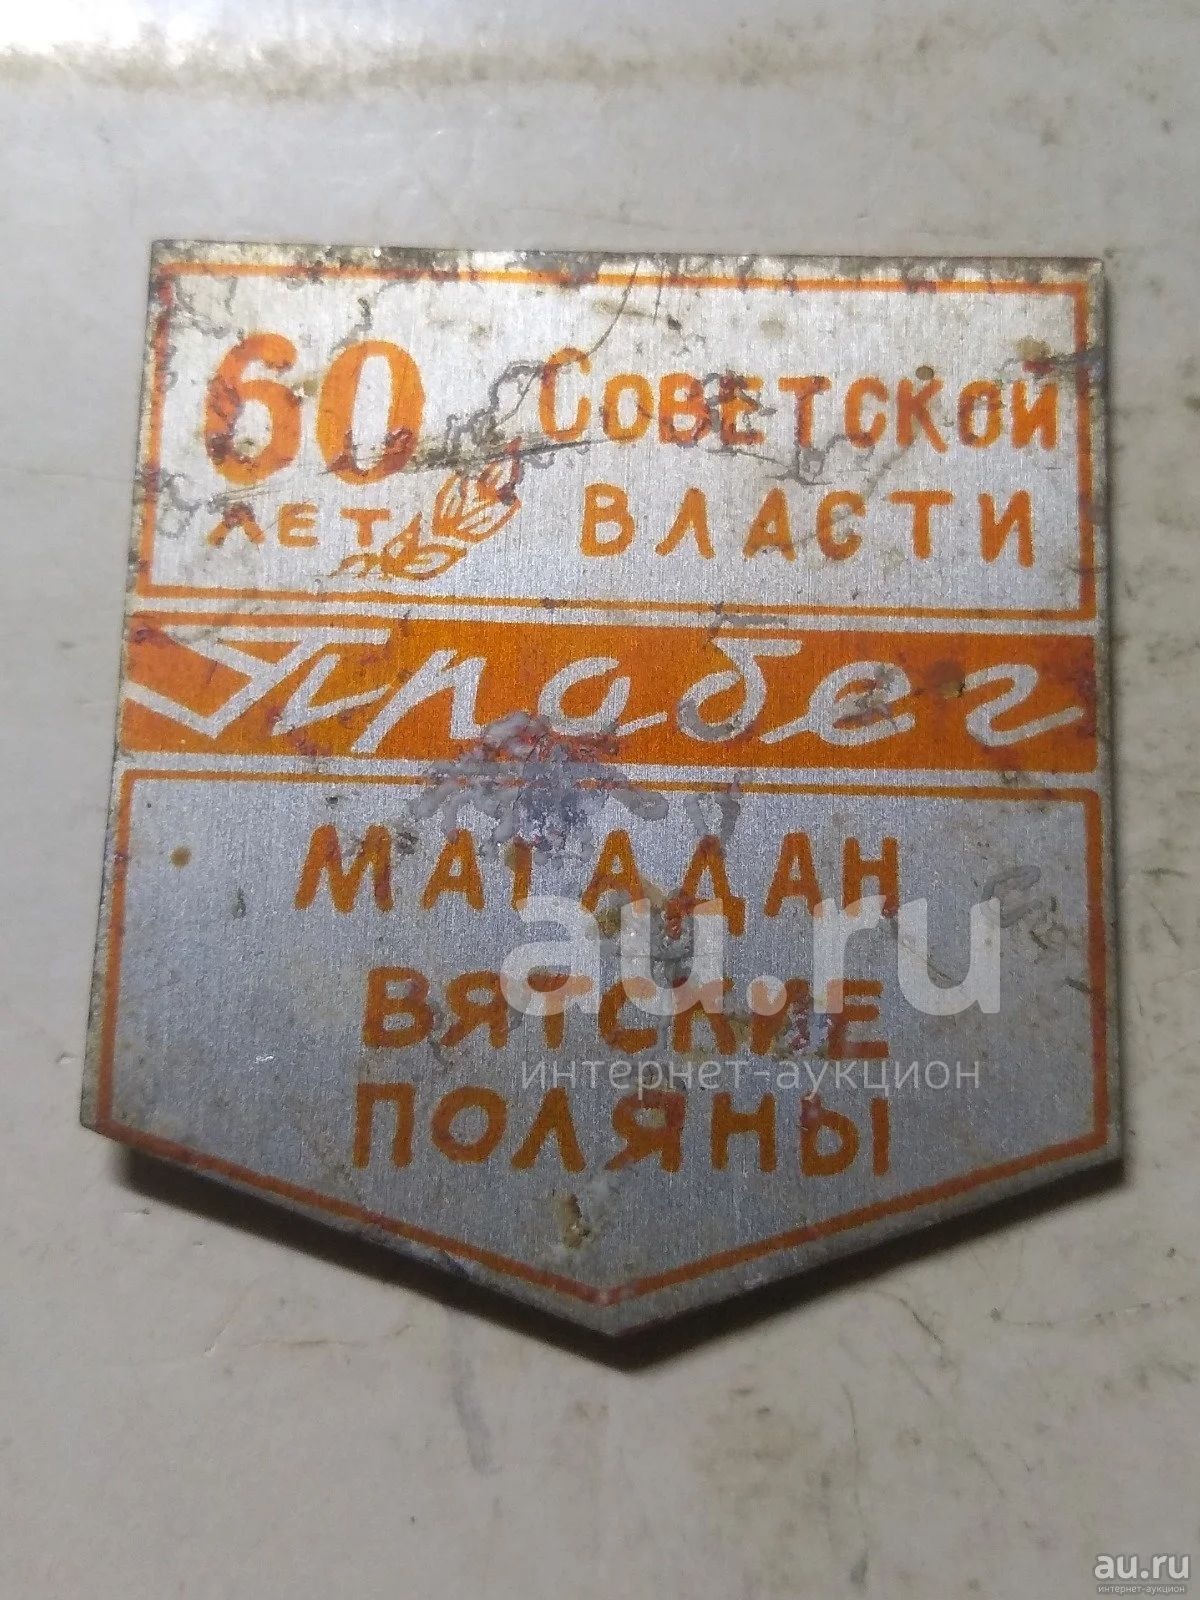 60 Советской
лет власти
Пробег
МАГАДАН
ВЯТСКИЕ
ПОЛЯНЫ
au.ru
интернет-аукцион
au.ru
интернет-аукцион